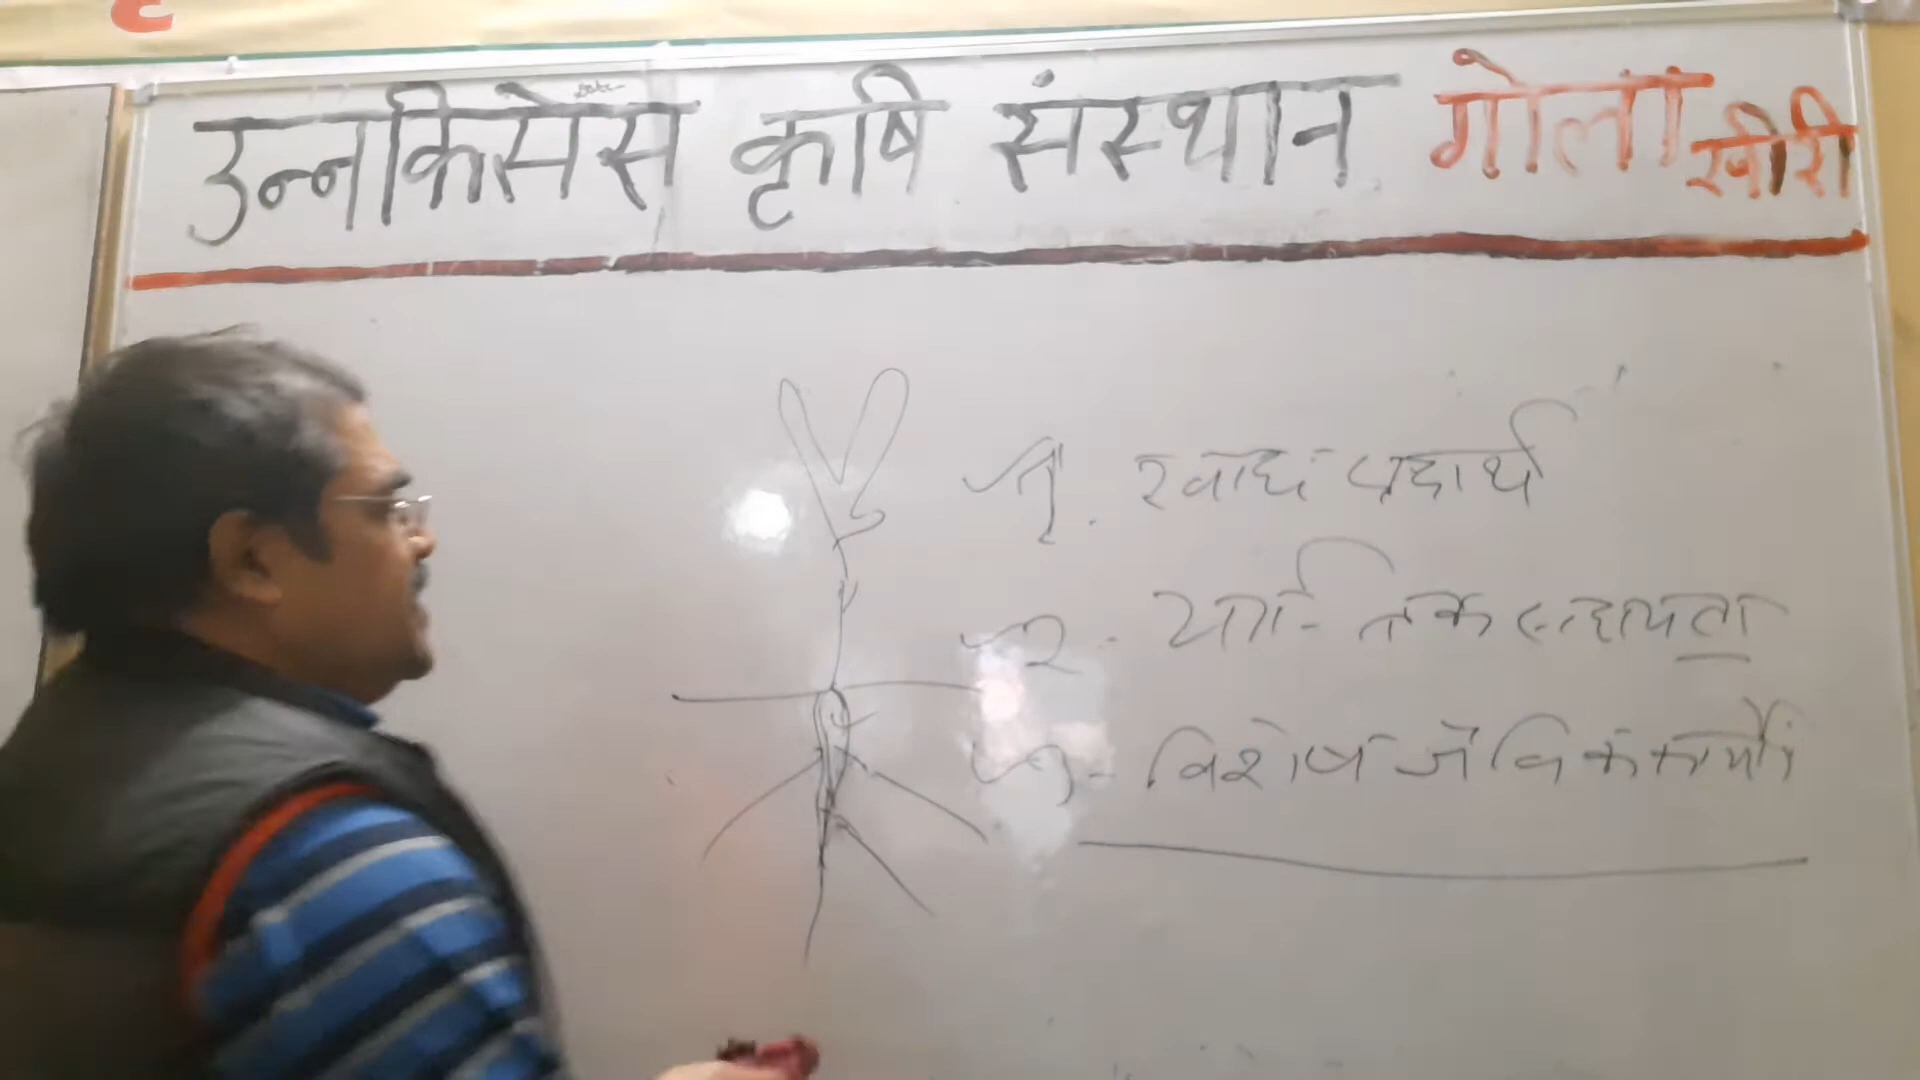 उन्नकिसेस कृषि संस्थान गोला खीरी
1. खाद्य पदार्थ
2- यान्त्रिक सहायता
3- विशेष जैविक कार्यों